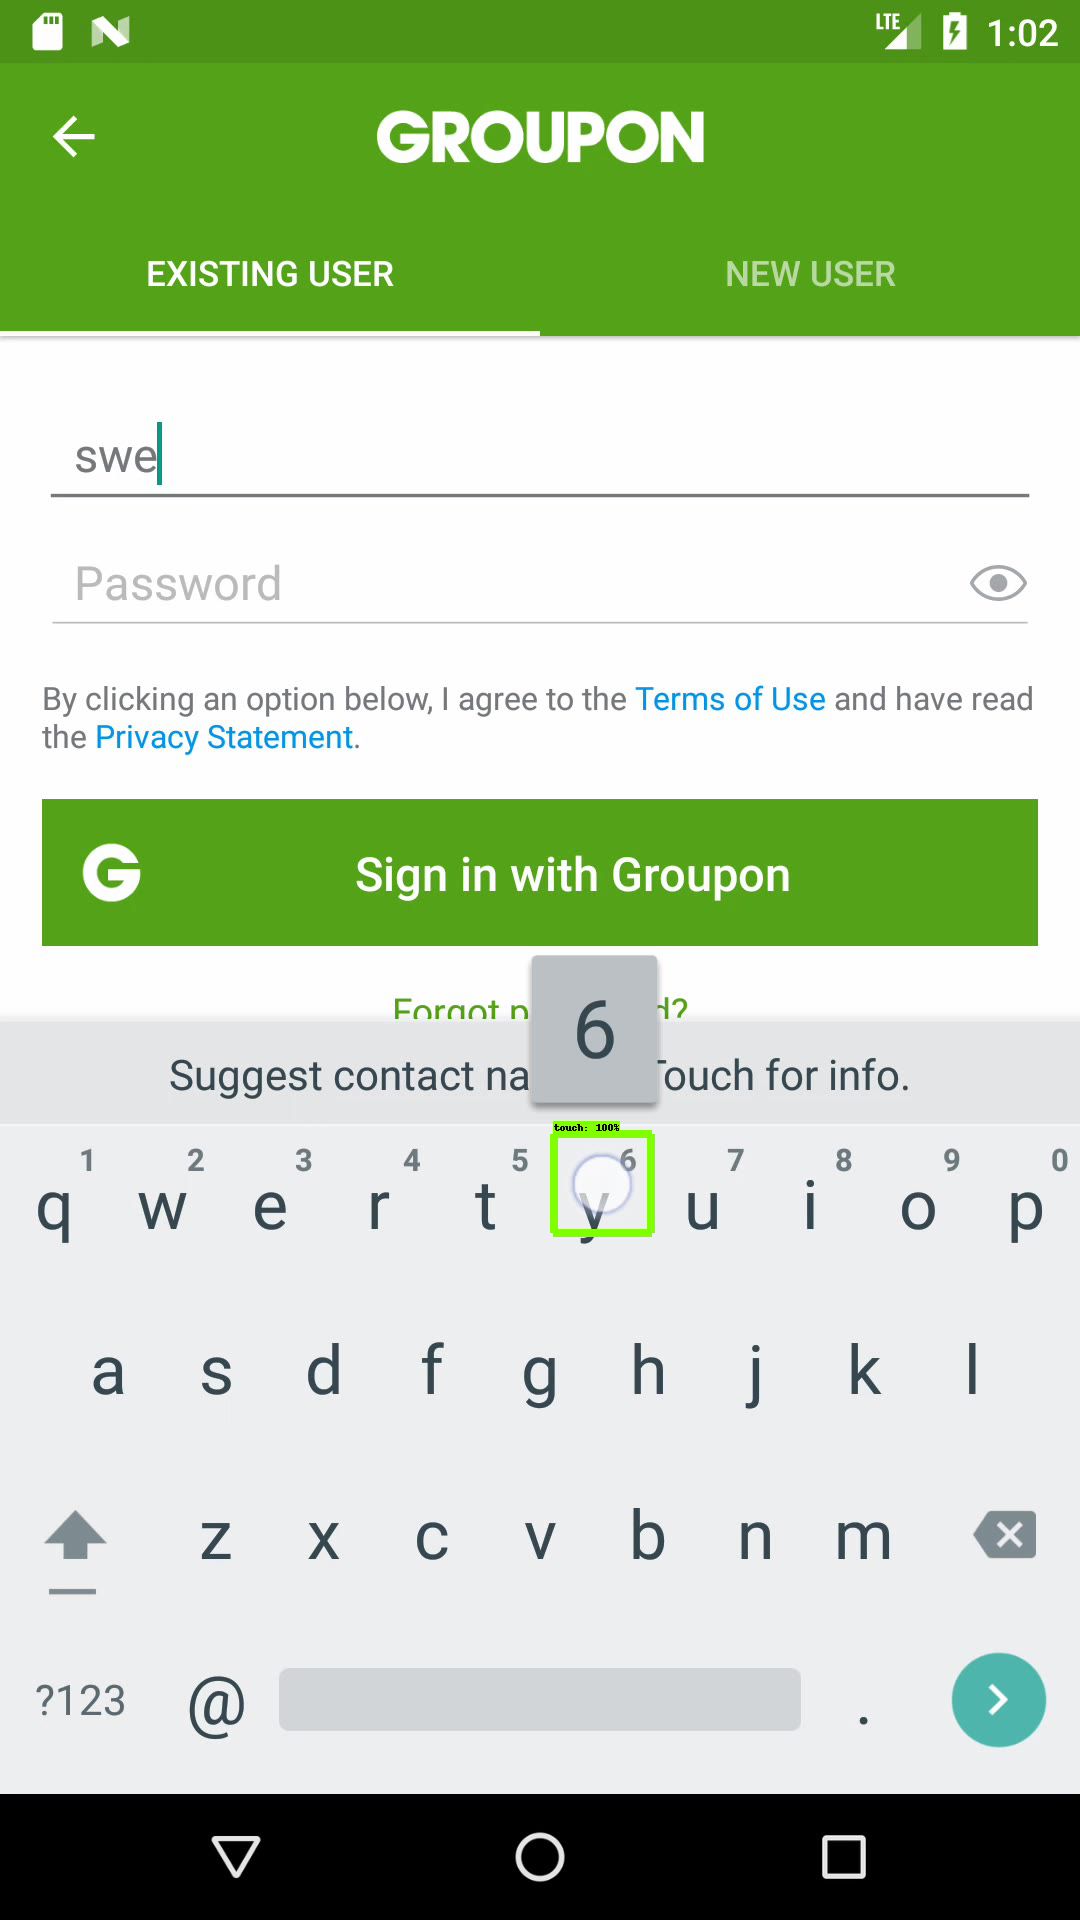 LTE 1:02
GROUPON
EXISTING USER NEW USER
swe
Password
By clicking an option below, I agree to the Terms of Use and have read
the Privacy Statement.
G Sign in with Groupon
6
Forgot p d?
Suggest contact na Touch for info.
touch: 100%
1 2 3 4 5 6 7 8 9 0
q w e r t y u i o p
a s d f g h j k l
z x c v b n m
?123 @ .